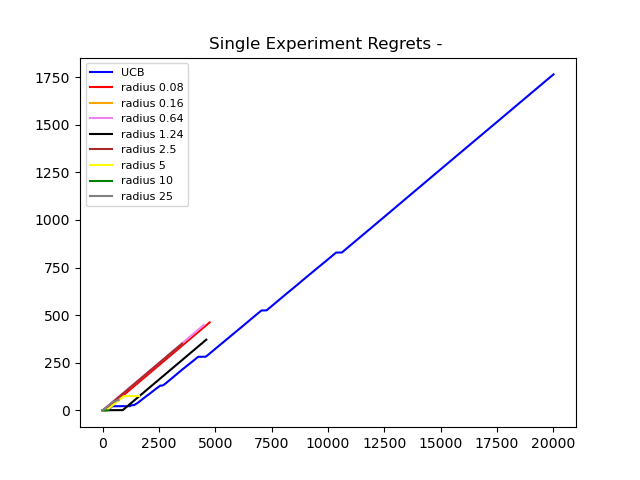 Single Experiment Regrets -
1750
1500
1250
1000
750
500
250
0
UCB
radius 0.08
radius 0.16
radius 0.64
radius 1.24
radius 2.5
radius 5
radius 10
radius 25
0 2500 5000 7500 10000 12500 15000 17500 20000